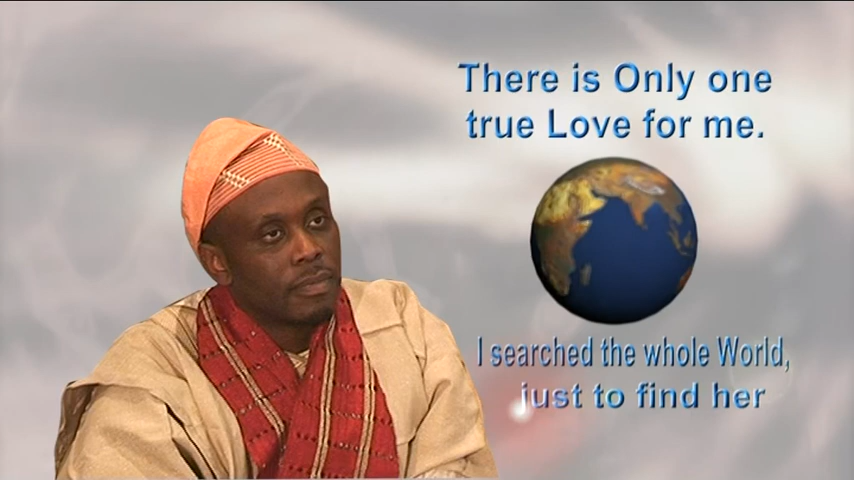 There is Only one
true Love for me.
I searched the whole World,
just to find her